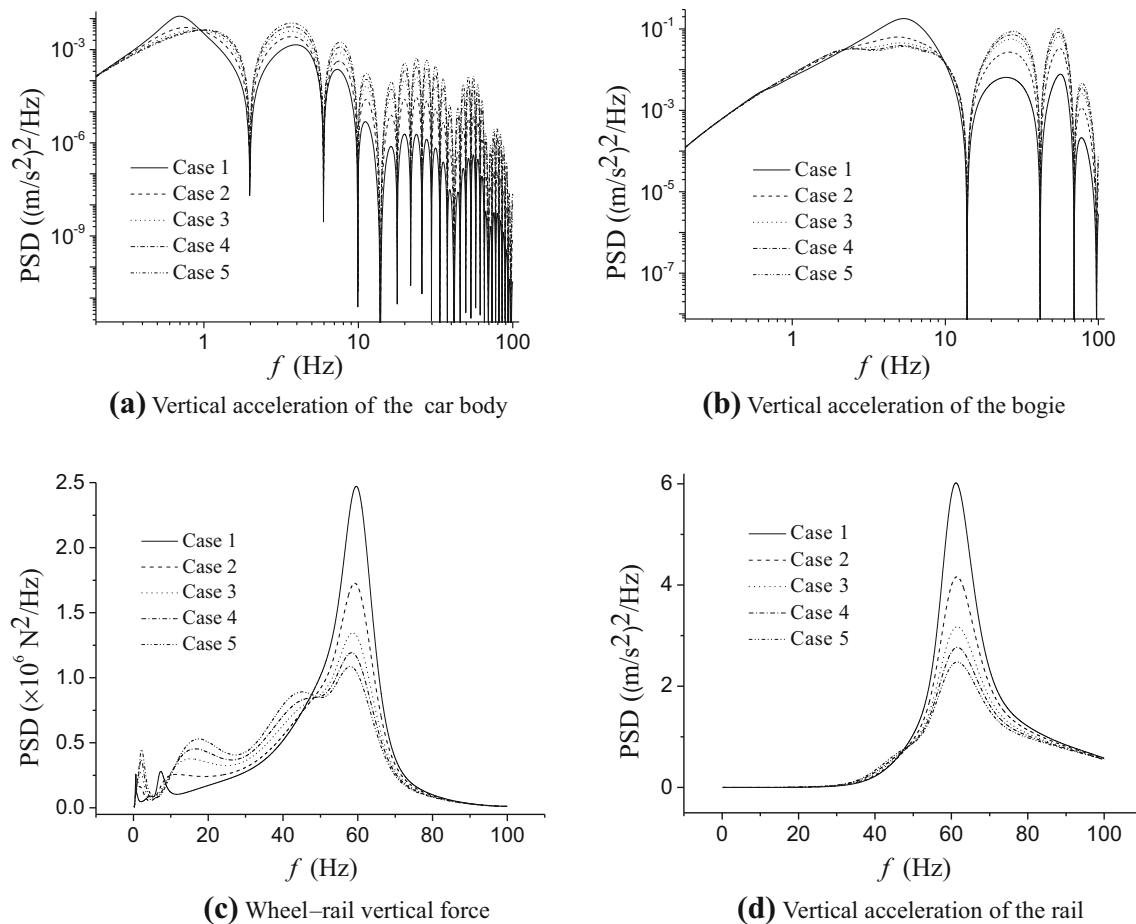 10⁻³
10⁻⁶
10⁻⁹
PSD ((m/s²)²/Hz)
Case 1
Case 2
Case 3
Case 4
Case 5
1
10
100
f (Hz)
(a) Vertical acceleration of the car body
10⁻¹
10⁻³
10⁻⁵
10⁻⁷
PSD ((m/s²)²/Hz)
Case 1
Case 2
Case 3
Case 4
Case 5
1
10
100
f (Hz)
(b) Vertical acceleration of the bogie
2.5
2.0
1.5
1.0
0.5
0.0
PSD (×10⁶ N²/Hz)
Case 1
Case 2
Case 3
Case 4
Case 5
0
20
40
60
80
100
f (Hz)
(c) Wheel–rail vertical force
6
4
2
0
PSD ((m/s²)²/Hz)
Case 1
Case 2
Case 3
Case 4
Case 5
0
20
40
60
80
100
f (Hz)
(d) Vertical acceleration of the rail